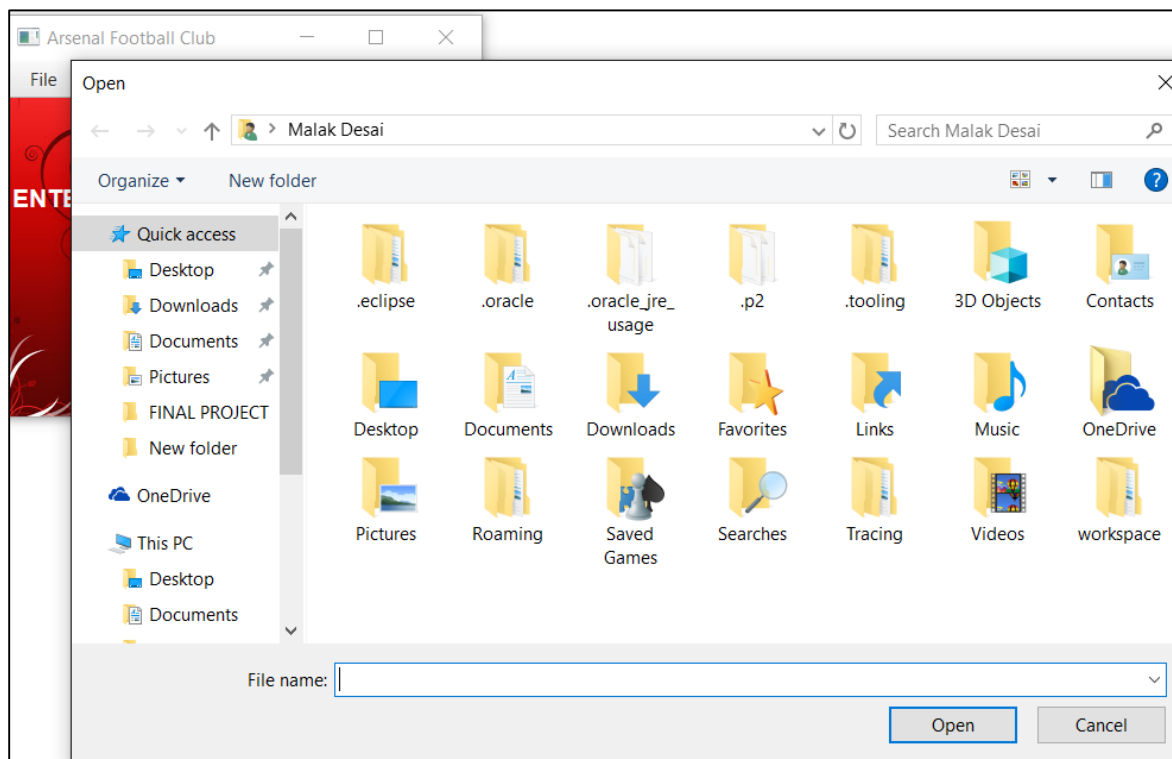 Arsenal Football Club
File
Open
Malak Desai
Search Malak Desai
Organize
New folder
ENTE
Quick access
Desktop
Downloads
Documents
Pictures
FINAL PROJECT
New folder
OneDrive
This PC
Desktop
Documents
.eclipse
.oracle
.oracle_jre_
usage
.p2
.tooling
3D Objects
Contacts
Desktop
Documents
Downloads
Favorites
Links
Music
OneDrive
Pictures
Roaming
Saved
Games
Searches
Tracing
Videos
workspace
File name:
Open
Cancel